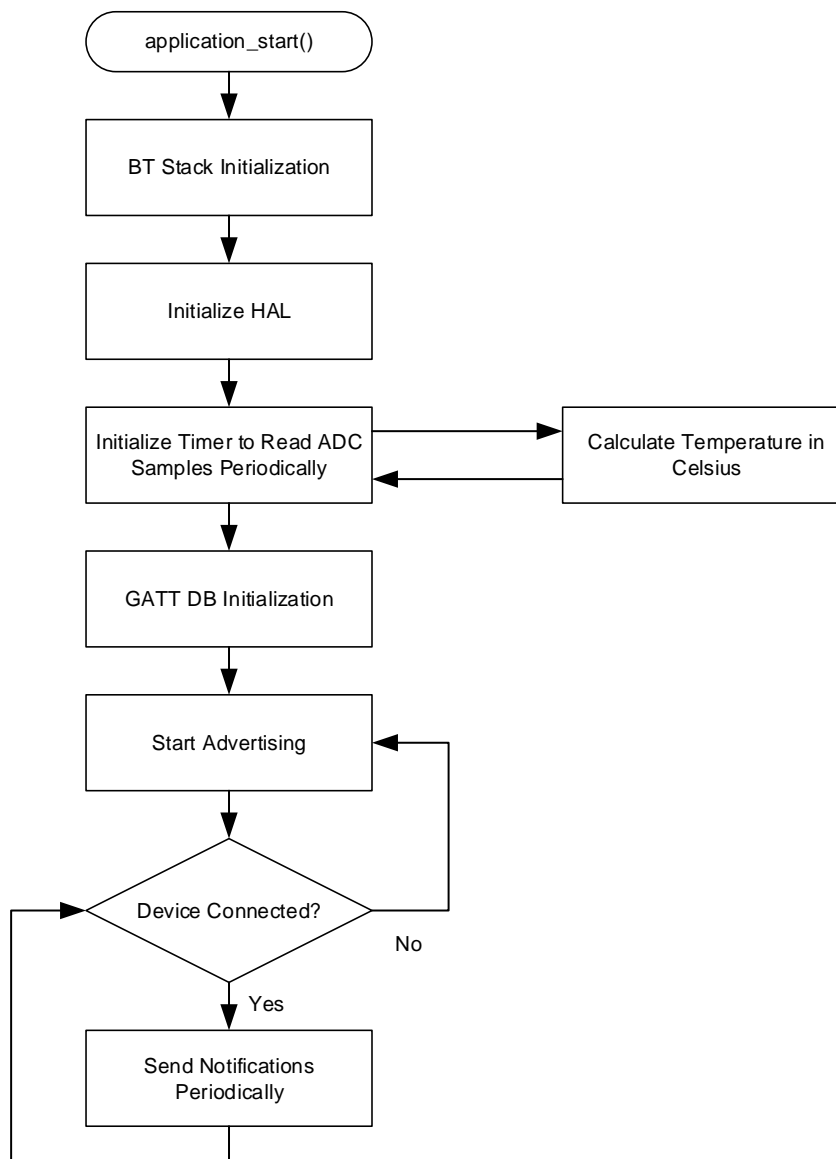 application_start()
BT Stack Initialization
Initialize HAL
Initialize Timer to Read ADC
Samples Periodically
Calculate Temperature in
Celsius
GATT DB Initialization
Start Advertising
Device Connected?
No
Yes
Send Notifications
Periodically